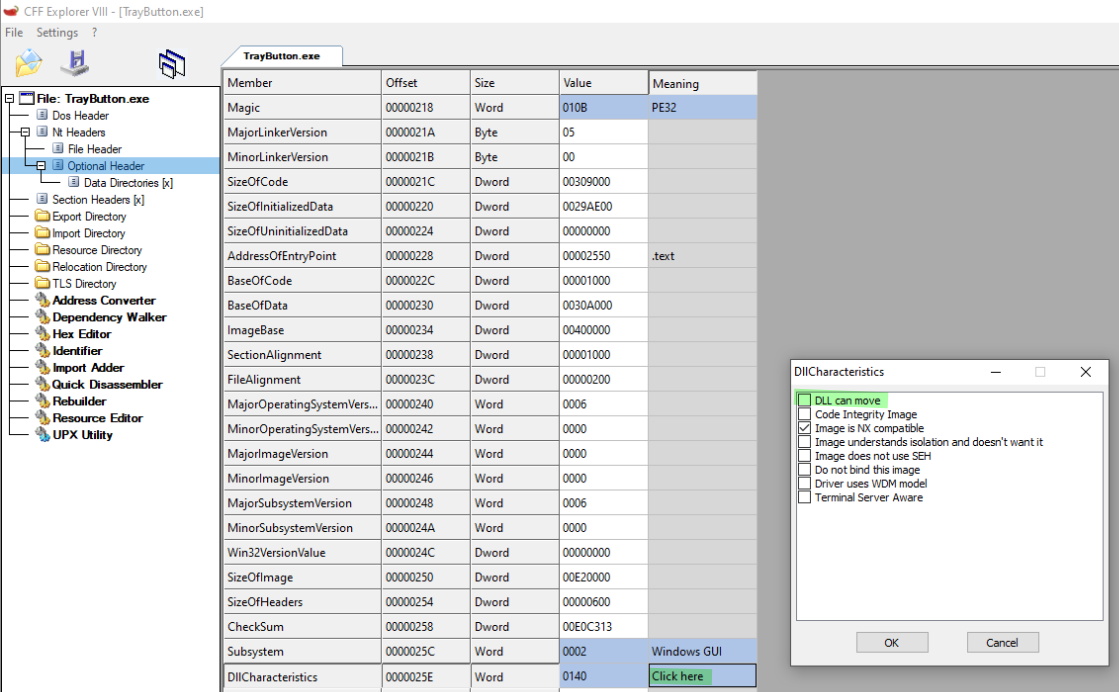 CFF Explorer VIII - [TrayButton.exe]
File Settings ?
TrayButton.exe
File: TrayButton.exe
Dos Header
Nt Headers
File Header
Optional Header
Data Directories [x]
Section Headers [x]
Export Directory
Import Directory
Resource Directory
Relocation Directory
TLS Directory
Address Converter
Dependency Walker
Hex Editor
Identifier
Import Adder
Quick Disassembler
Rebuilder
Resource Editor
UPX Utility
Member Offset Size Value Meaning
Magic 00000218 Word 010B PE32
MajorLinkerVersion 0000021A Byte 05
MinorLinkerVersion 0000021B Byte 00
SizeOfCode 0000021C Dword 00309000
SizeOfInitializedData 00000220 Dword 0029AE00
SizeOfUninitializedData 00000224 Dword 00000000
AddressOfEntryPoint 00000228 Dword 00002550 .text
BaseOfCode 0000022C Dword 00001000
BaseOfData 00000230 Dword 0030A000
ImageBase 00000234 Dword 00400000
SectionAlignment 00000238 Dword 00001000
FileAlignment 0000023C Dword 00000200
MajorOperatingSystemVers... 00000240 Word 0006
MinorOperatingSystemVers... 00000242 Word 0000
MajorImageVersion 00000244 Word 0000
MinorImageVersion 00000246 Word 0000
MajorSubsystemVersion 00000248 Word 0006
MinorSubsystemVersion 0000024A Word 0000
Win32VersionValue 0000024C Dword 00000000
SizeOfImage 00000250 Dword 00E20000
SizeOfHeaders 00000254 Dword 00000600
CheckSum 00000258 Dword 00E0C313
Subsystem 0000025C Word 0002 Windows GUI
DllCharacteristics 0000025E Word 0140 Click here
DllCharacteristics
DLL can move
Code Integrity Image
Image is NX compatible
Image understands isolation and doesn't want it
Image does not use SEH
Do not bind this image
Driver uses WDM model
Terminal Server Aware
OK Cancel